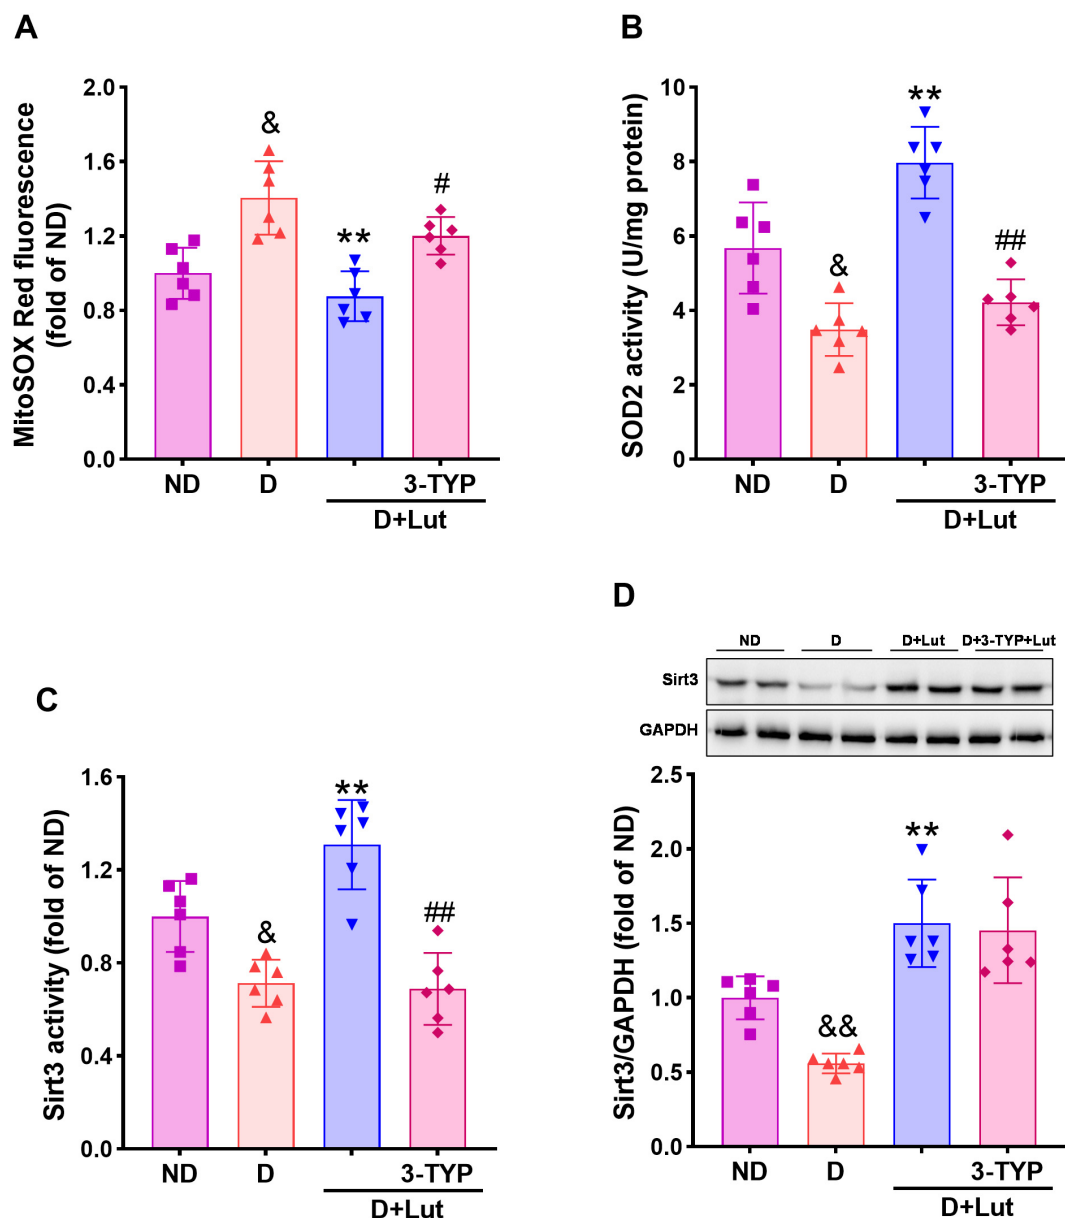 A
MitoSOX Red fluorescence
(fold of ND)
2.0
1.6
1.2
0.8
0.4
0.0
&
**
#
ND D 3-TYP
D+Lut
B
SOD2 activity (U/mg protein)
10
8
6
4
2
0
&
**
##
ND D 3-TYP
D+Lut
C
Sirt3 activity (fold of ND)
1.6
1.2
0.8
0.4
0.0
&
**
##
ND D 3-TYP
D+Lut
D
ND D D+Lut D+3-TYP+Lut
Sirt3
GAPDH
Sirt3/GAPDH (fold of ND)
2.5
2.0
1.5
1.0
0.5
0.0
&&
**
ND D 3-TYP
D+Lut